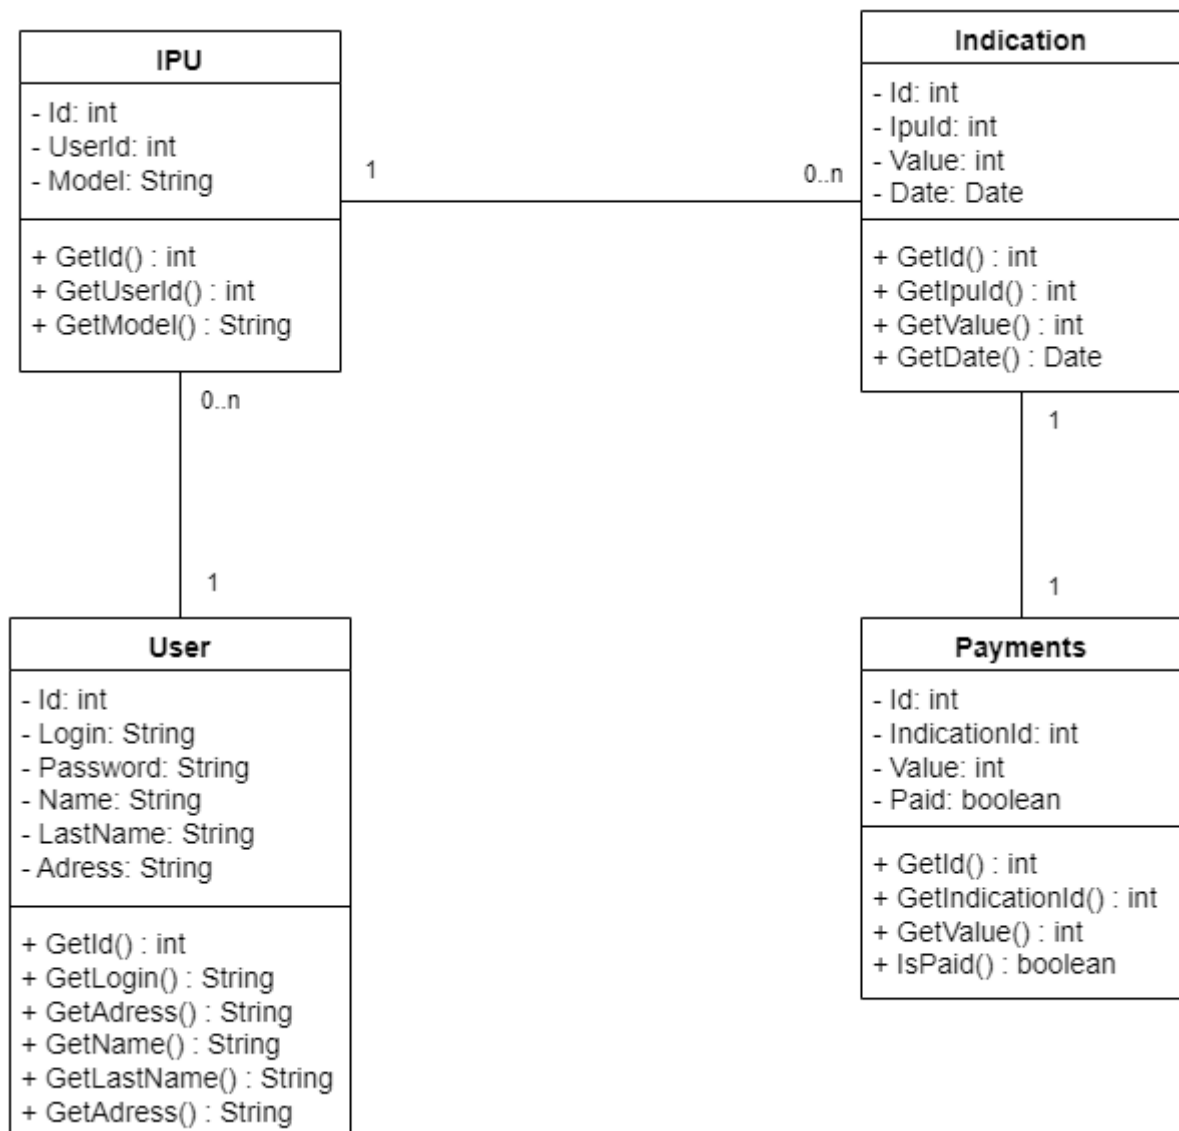 IPU
- Id: int
- UserId: int
- Model: String
+ GetId() : int
+ GetUserId() : int
+ GetModel() : String
1
0..n
Indication
- Id: int
- IpuId: int
- Value: int
- Date: Date
+ GetId() : int
+ GetIpuId() : int
+ GetValue() : int
+ GetDate() : Date
0..n
1
1
1
User
- Id: int
- Login: String
- Password: String
- Name: String
- LastName: String
- Adress: String
+ GetId() : int
+ GetLogin() : String
+ GetAdress() : String
+ GetName() : String
+ GetLastName() : String
+ GetAdress() : String
Payments
- Id: int
- IndicationId: int
- Value: int
- Paid: boolean
+ GetId() : int
+ GetIndicationId() : int
+ GetValue() : int
+ IsPaid() : boolean